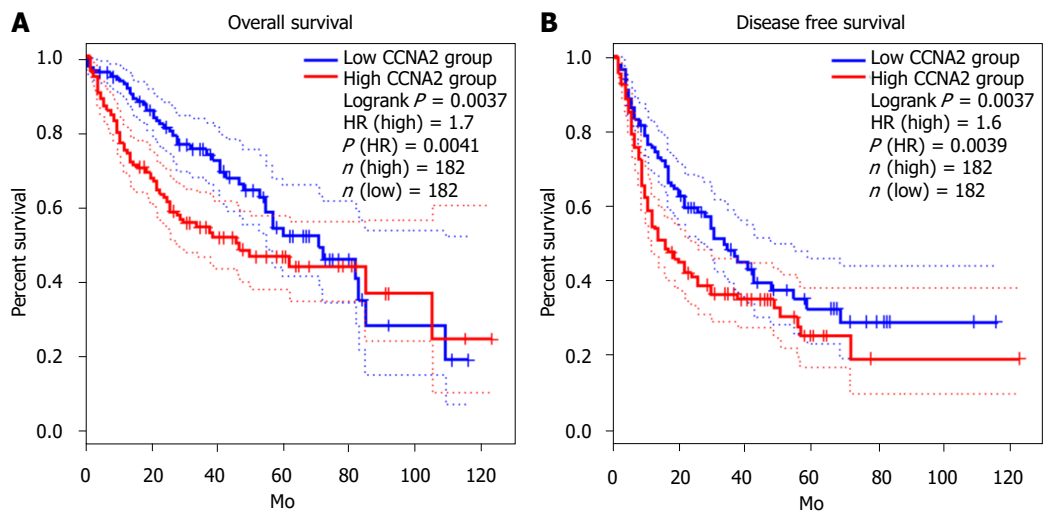 A
Overall survival
Low CCNA2 group
High CCNA2 group
Logrank P = 0.0037
HR (high) = 1.7
P (HR) = 0.0041
n (high) = 182
n (low) = 182
Percent survival
1.0
0.8
0.6
0.4
0.2
0.0
0 20 40 60 80 100 120
Mo
B
Disease free survival
Low CCNA2 group
High CCNA2 group
Logrank P = 0.0037
HR (high) = 1.6
P (HR) = 0.0039
n (high) = 182
n (low) = 182
Percent survival
1.0
0.8
0.6
0.4
0.2
0.0
0 20 40 60 80 100 120
Mo